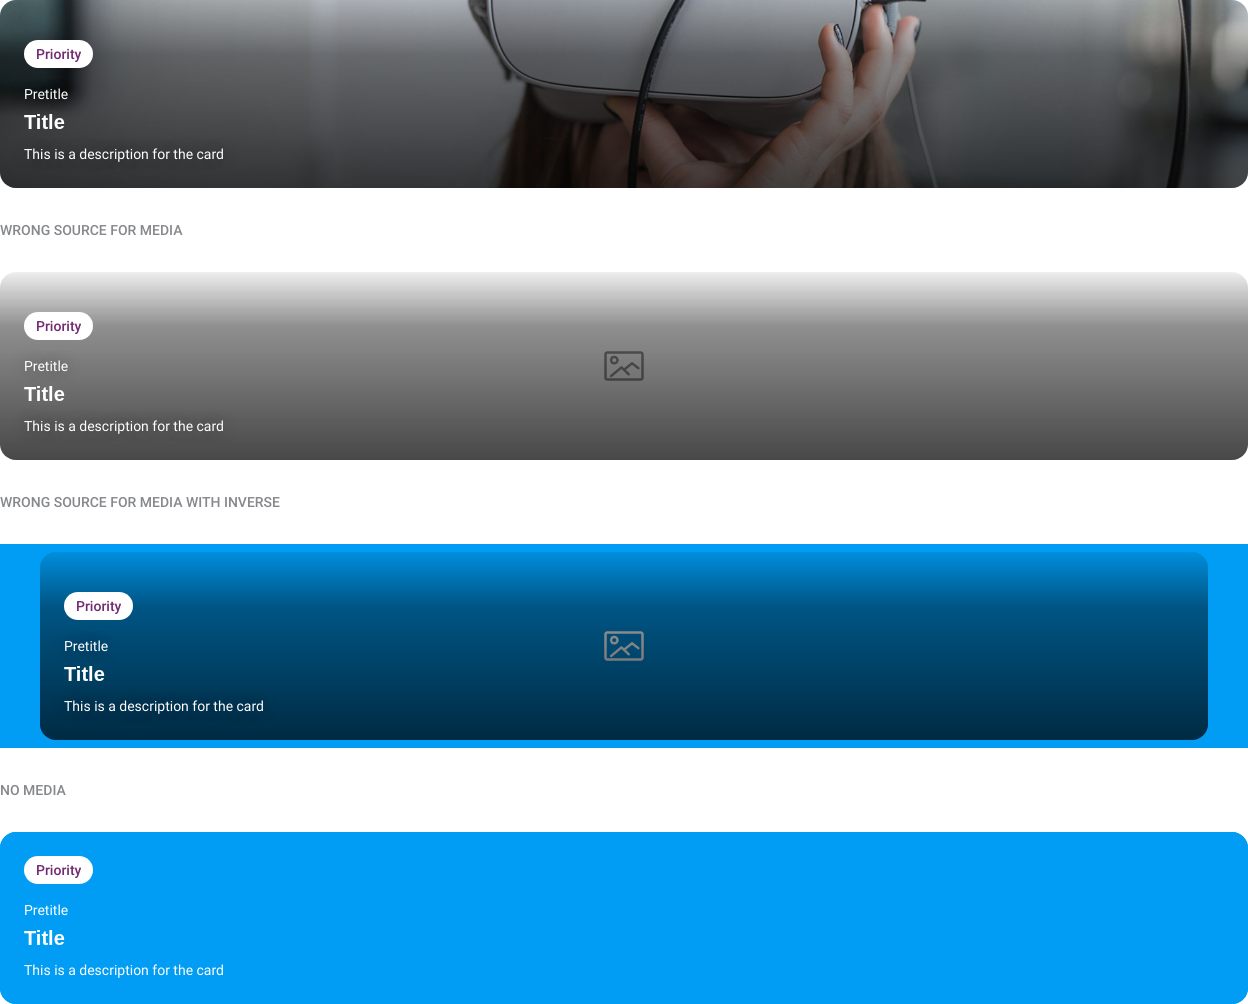 Priority
Pretitle
Title
This is a description for the card
WRONG SOURCE FOR MEDIA
Priority
Pretitle
Title
This is a description for the card
WRONG SOURCE FOR MEDIA WITH INVERSE
Priority
Pretitle
Title
This is a description for the card
NO MEDIA
Priority
Pretitle
Title
This is a description for the card